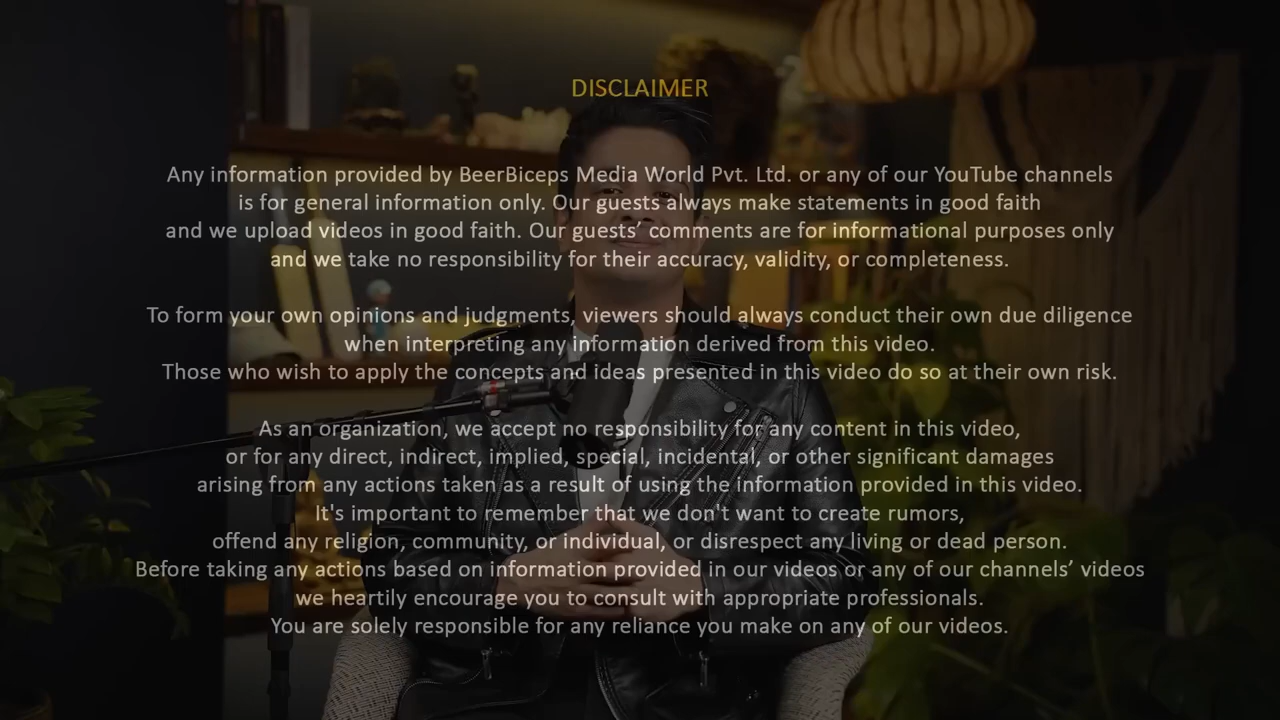 DISCLAIMER
Any information provided by BeerBiceps Media World Pvt. Ltd. or any of our YouTube channels
is for general information only. Our guests always make statements in good faith
and we upload videos in good faith. Our guests’ comments are for informational purposes only
and we take no responsibility for their accuracy, validity, or completeness.
To form your own opinions and judgments, viewers should always conduct their own due diligence
when interpreting any information derived from this video.
Those who wish to apply the concepts and ideas presented in this video do so at their own risk.
As an organization, we accept no responsibility for any content in this video,
or for any direct, indirect, implied, special, incidental, or other significant damages
arising from any actions taken as a result of using the information provided in this video.
It's important to remember that we don't want to create rumors,
offend any religion, community, or individual, or disrespect any living or dead person.
Before taking any actions based on information provided in our videos or any of our channels’ videos
we heartily encourage you to consult with appropriate professionals.
You are solely responsible for any reliance you make on any of our videos.